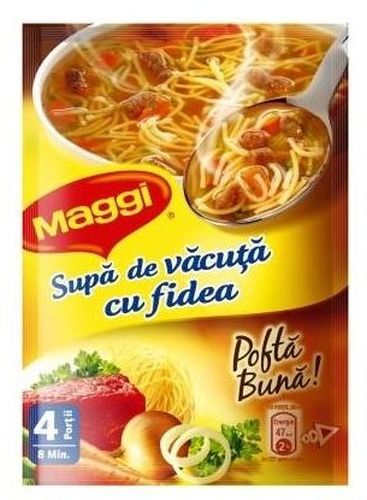 Maggi®
Supă de văcuță
cu fidea
Poftă
Bună!
4 Porții
8 Min.
Energie
47
2%